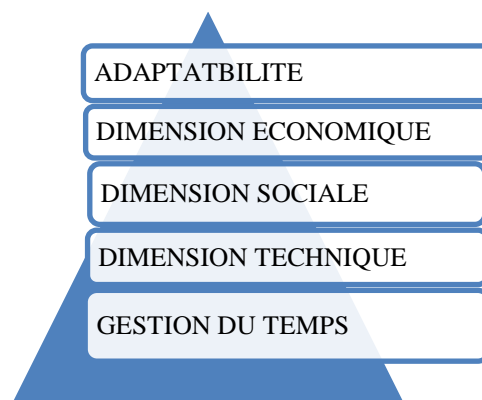 ADAPTATBILITE
DIMENSION ECONOMIQUE
DIMENSION SOCIALE
DIMENSION TECHNIQUE
GESTION DU TEMPS